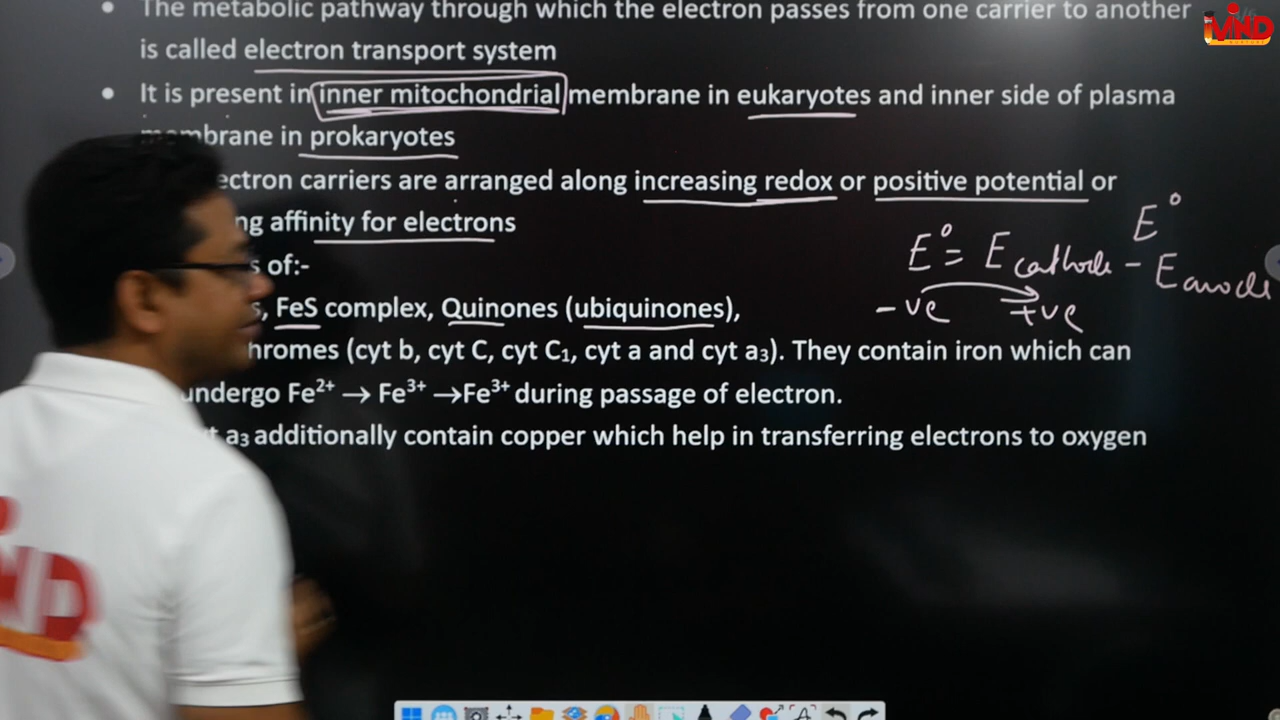 The metabolic pathway through which the electron passes from one carrier to another
is called electron transport system
• It is present in inner mitochondrial membrane in eukaryotes and inner side of plasma
membrane in prokaryotes
ectron carriers are arranged along increasing redox or positive potential or
ng affinity for electrons
E°
s of:-
E° = E cathode - E anode
s, FeS complex, Quinones (ubiquinones),
-ve +ve
hromes (cyt b, cyt C, cyt C₁, cyt a and cyt a₃). They contain iron which can
undergo Fe²⁺ → Fe³⁺ →Fe³⁺ during passage of electron.
t a₃ additionally contain copper which help in transferring electrons to oxygen
iMIND
ND